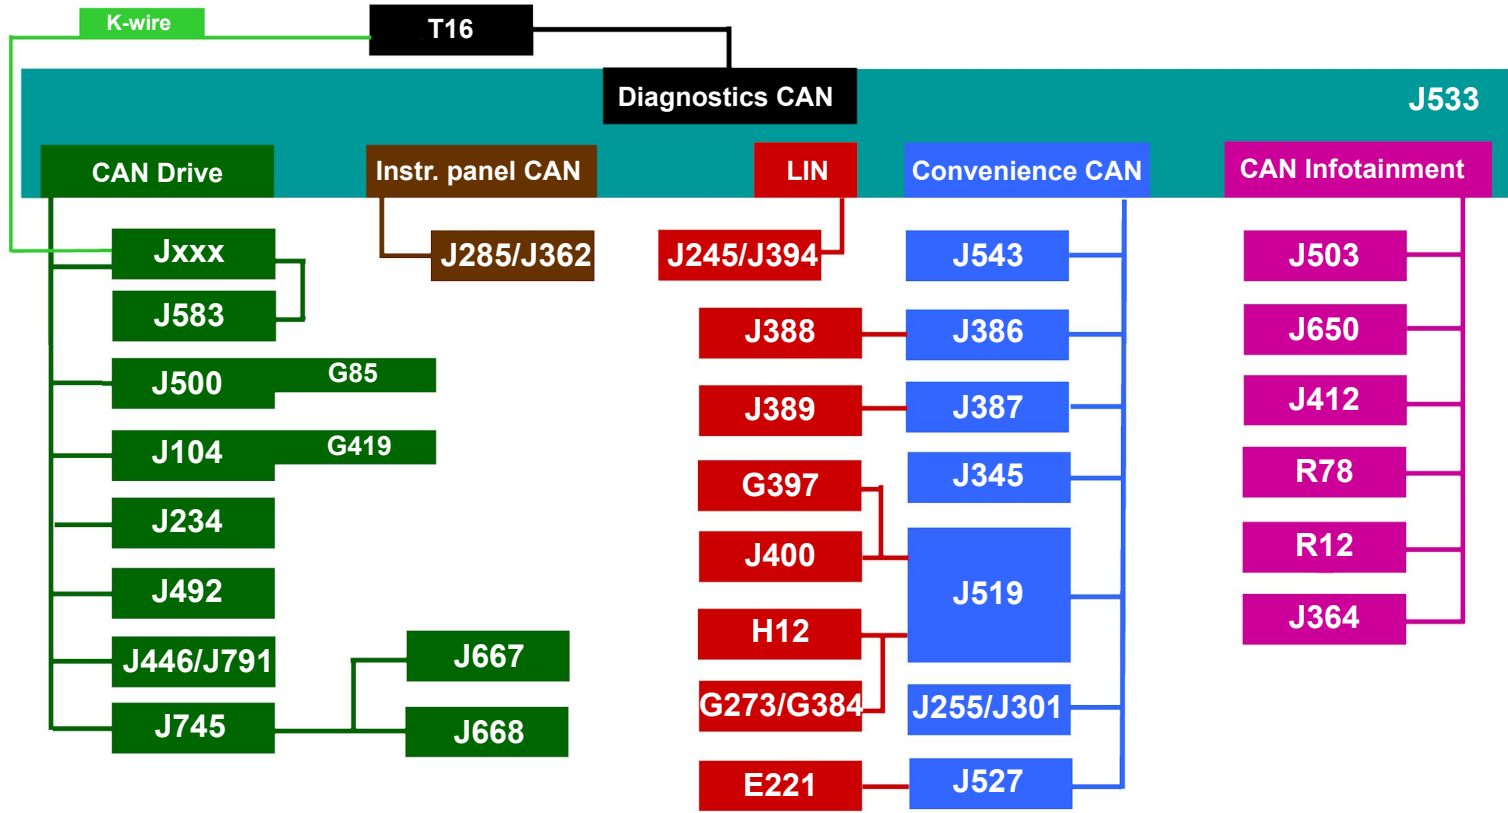 K-wire
T16
Diagnostics CAN
J533
CAN Drive
Instr. panel CAN
LIN
Convenience CAN
CAN Infotainment
Jxxx
J583
J500
G85
J104
G419
J234
J492
J446/J791
J745
J667
J668
J285/J362
J245/J394
J388
J389
G397
J400
H12
G273/G384
E221
J543
J386
J387
J345
J519
J255/J301
J527
J503
J650
J412
R78
R12
J364